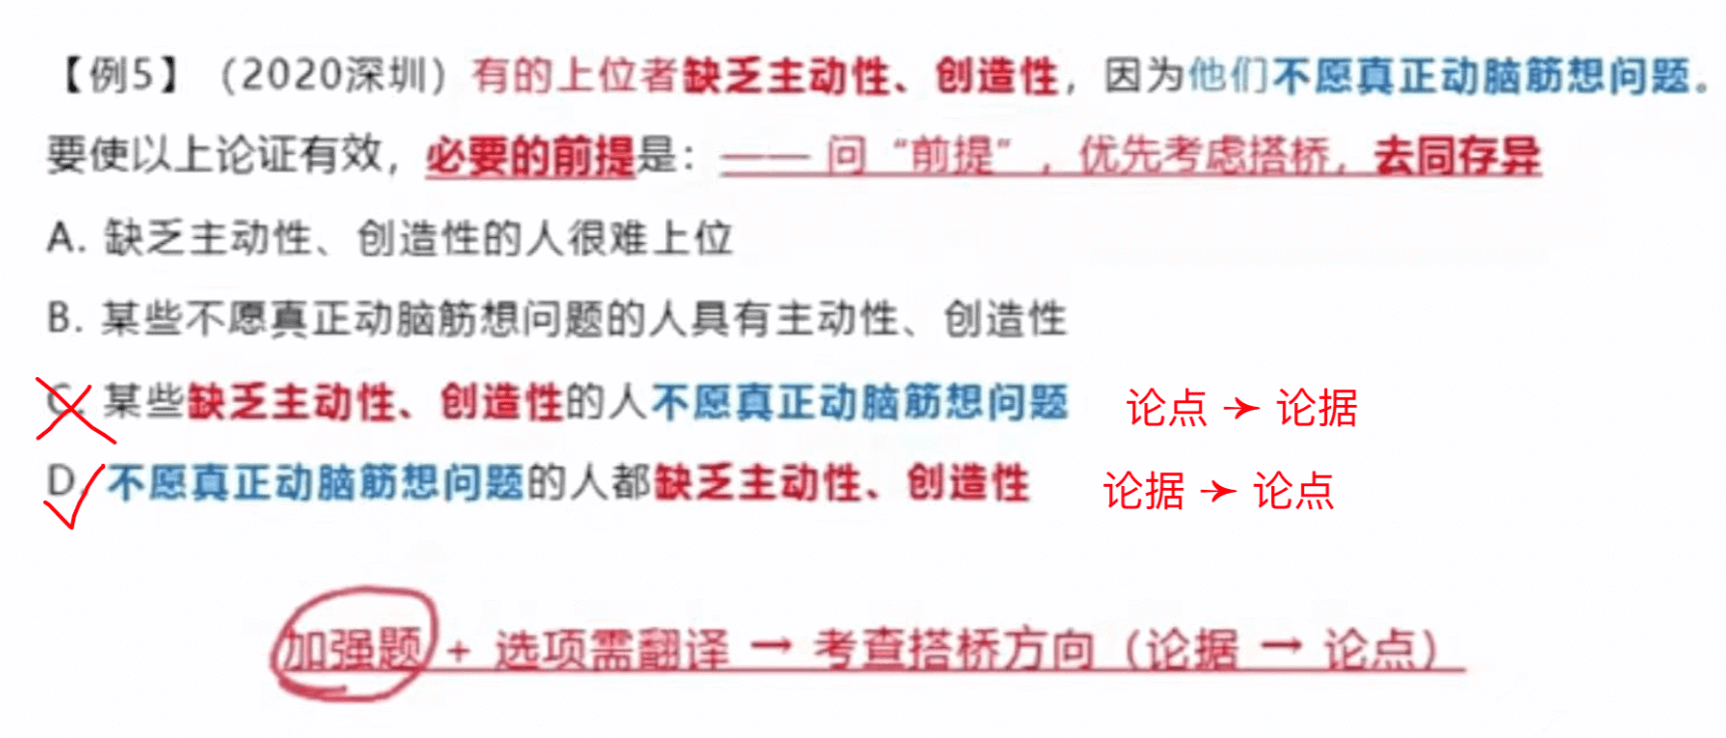 【例5】（2020深圳）有的上位者缺乏主动性、创造性，因为他们不愿真正动脑筋想问题。
要使以上论证有效，必要的前提是：—— 问“前提”，优先考虑搭桥，去同存异
A. 缺乏主动性、创造性的人很难上位
B. 某些不愿真正动脑筋想问题的人具有主动性、创造性
C. 某些缺乏主动性、创造性的人不愿真正动脑筋想问题 论点 → 论据
D. 不愿真正动脑筋想问题的人都缺乏主动性、创造性 论据 → 论点
加强题 + 选项需翻译 → 考查搭桥方向（论据 → 论点）